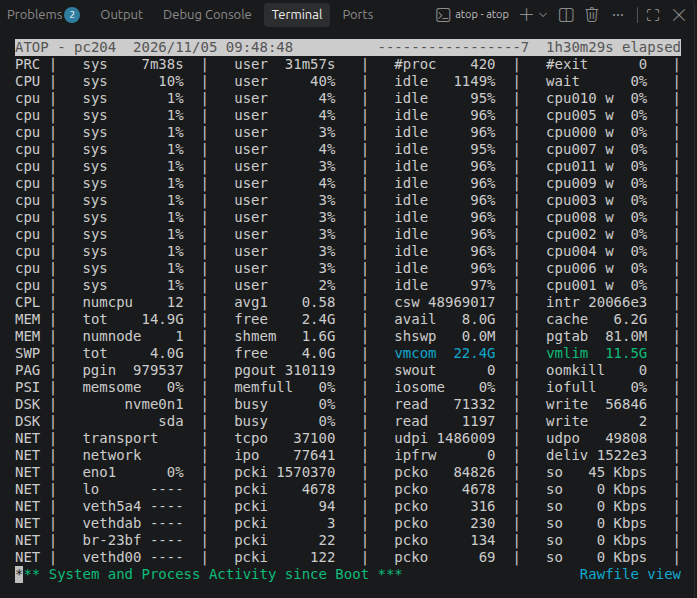 Problems 2 Output Debug Console Terminal Ports atop - atop
ATOP - pc204 2026/11/05 09:48:48 ----------------7 1h30m29s elapsed
PRC | sys 7m38s | user 31m57s | #proc 420 | #exit 0 |
CPU | sys 10% | user 40% | idle 1149% | wait 0% |
cpu | sys 1% | user 4% | idle 95% | cpu010 w 0% |
cpu | sys 1% | user 4% | idle 96% | cpu005 w 0% |
cpu | sys 1% | user 3% | idle 96% | cpu000 w 0% |
cpu | sys 1% | user 4% | idle 95% | cpu007 w 0% |
cpu | sys 1% | user 3% | idle 96% | cpu011 w 0% |
cpu | sys 1% | user 4% | idle 96% | cpu009 w 0% |
cpu | sys 1% | user 3% | idle 96% | cpu003 w 0% |
cpu | sys 1% | user 3% | idle 96% | cpu008 w 0% |
cpu | sys 1% | user 3% | idle 96% | cpu002 w 0% |
cpu | sys 1% | user 3% | idle 96% | cpu004 w 0% |
cpu | sys 1% | user 3% | idle 96% | cpu006 w 0% |
cpu | sys 1% | user 2% | idle 97% | cpu001 w 0% |
CPL | numcpu 12 | avg1 0.58 | csw 48969017 | intr 20066e3 |
MEM | tot 14.9G | free 2.4G | avail 8.0G | cache 6.2G |
MEM | numnode 1 | shmem 1.6G | shswp 0.0M | pgtab 81.0M |
SWP | tot 4.0G | free 4.0G | vmcom 22.4G | vmlim 11.5G |
PAG | pgin 979537 | pgout 310119 | swout 0 | oomkill 0 |
PSI | memsome 0% | memfull 0% | iosome 0% | iofull 0% |
DSK | nvme0n1 | busy 0% | read 71332 | write 56846 |
DSK | sda | busy 0% | read 1197 | write 2 |
NET | transport | tcpo 37100 | udpi 1486009 | udpo 49808 |
NET | network | ipo 77641 | ipfrw 0 | deliv 1522e3 |
NET | eno1 0% | pcki 1570370 | pcko 84826 | so 45 Kbps |
NET | lo ---- | pcki 4678 | pcko 4678 | so 0 Kbps |
NET | veth5a4 ---- | pcki 94 | pcko 316 | so 0 Kbps |
NET | vethdab ---- | pcki 3 | pcko 230 | so 0 Kbps |
NET | br-23bf ---- | pcki 22 | pcko 134 | so 0 Kbps |
NET | vethd00 ---- | pcki 122 | pcko 69 | so 0 Kbps |
*** System and Process Activity since Boot *** Rawfile view